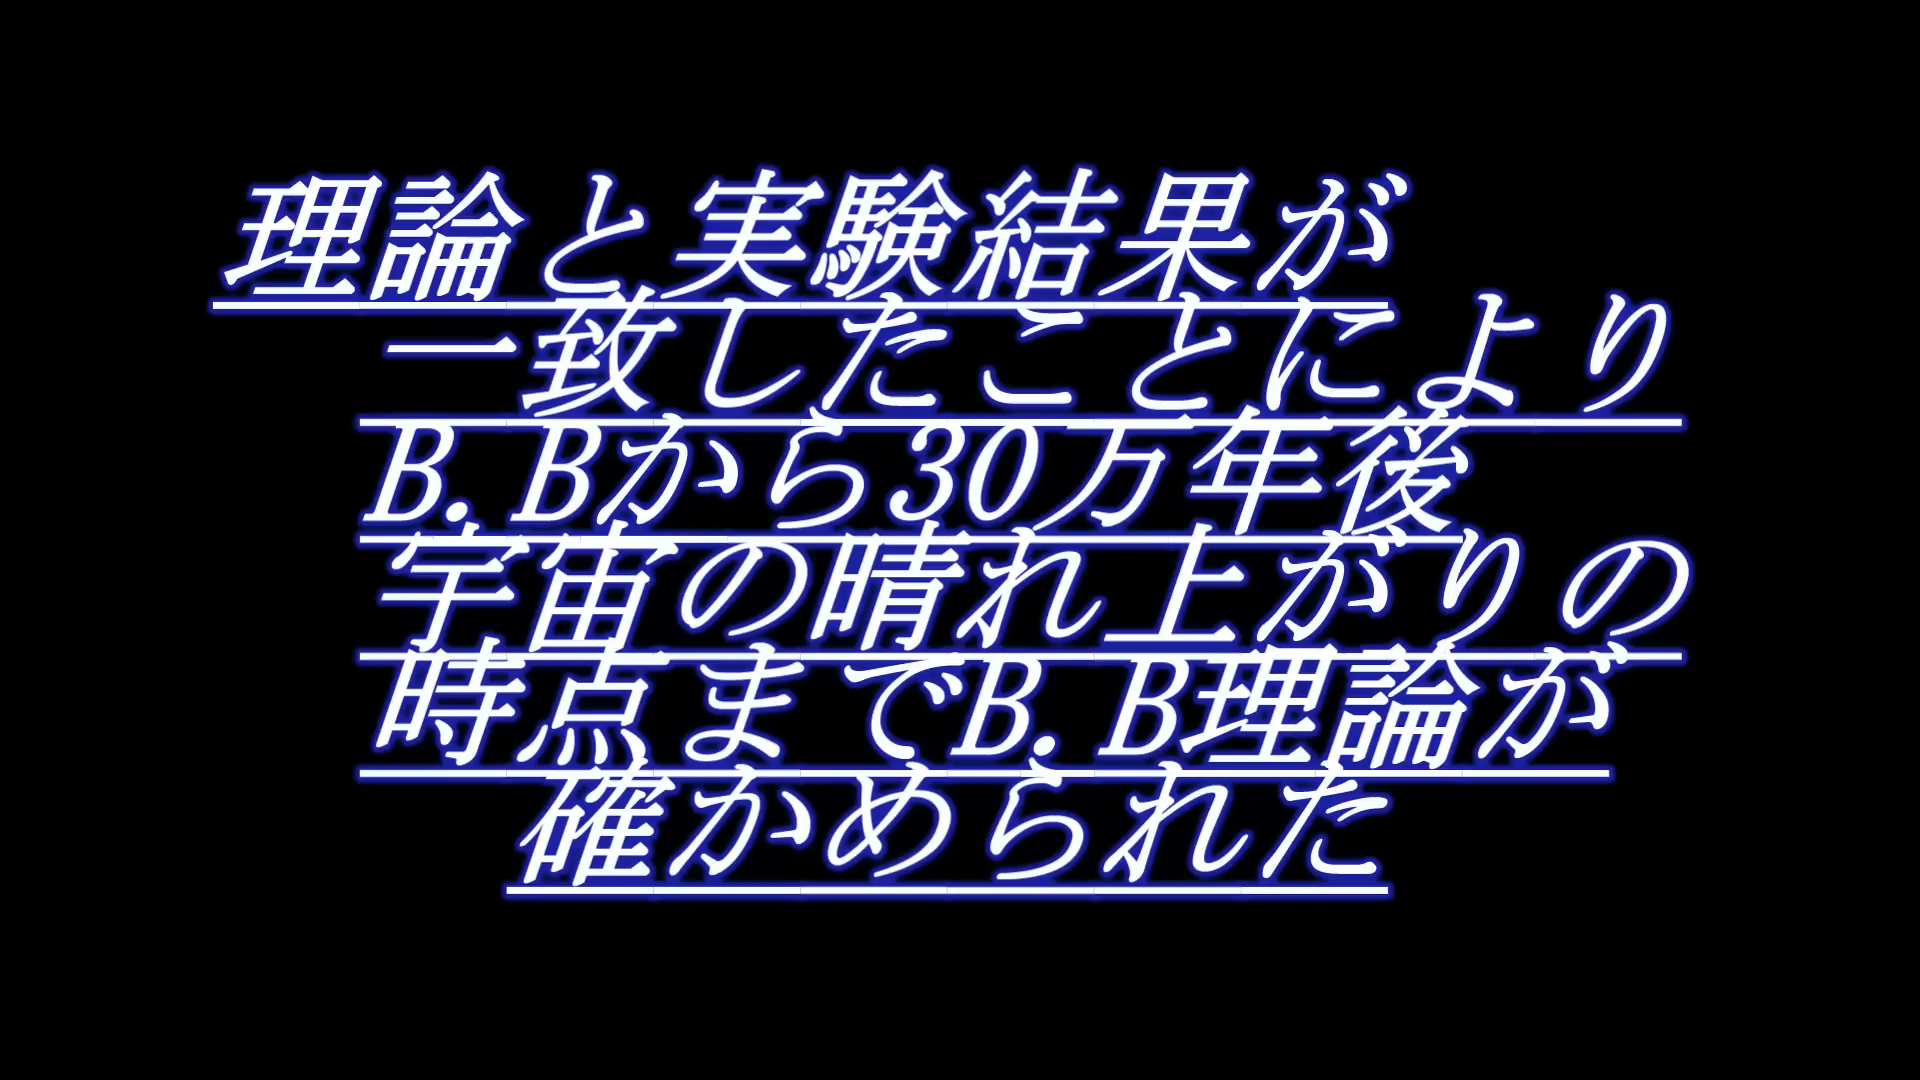 理論と実験結果が
一致したことにより
B.Bから30万年後
宇宙の晴れ上がりの
時点までB.B理論が
確かめられた